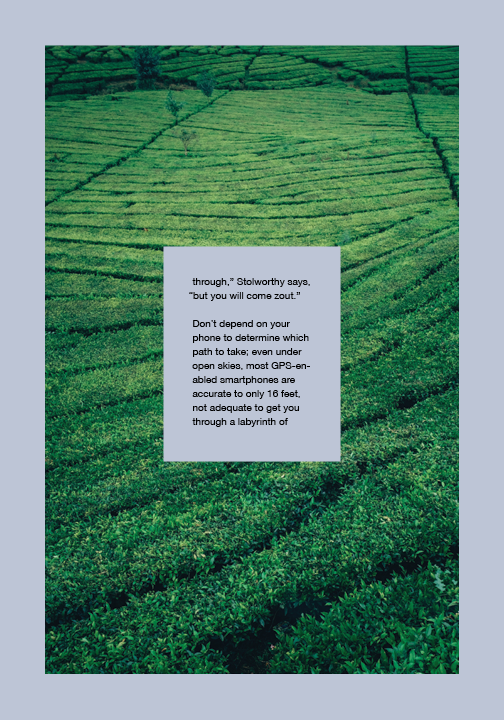 through,” Stolworthy says,
“but you will come zout.”
Don’t depend on your
phone to determine which
path to take; even under
open skies, most GPS-en-
abled smartphones are
accurate to only 16 feet,
not adequate to get you
through a labyrinth of